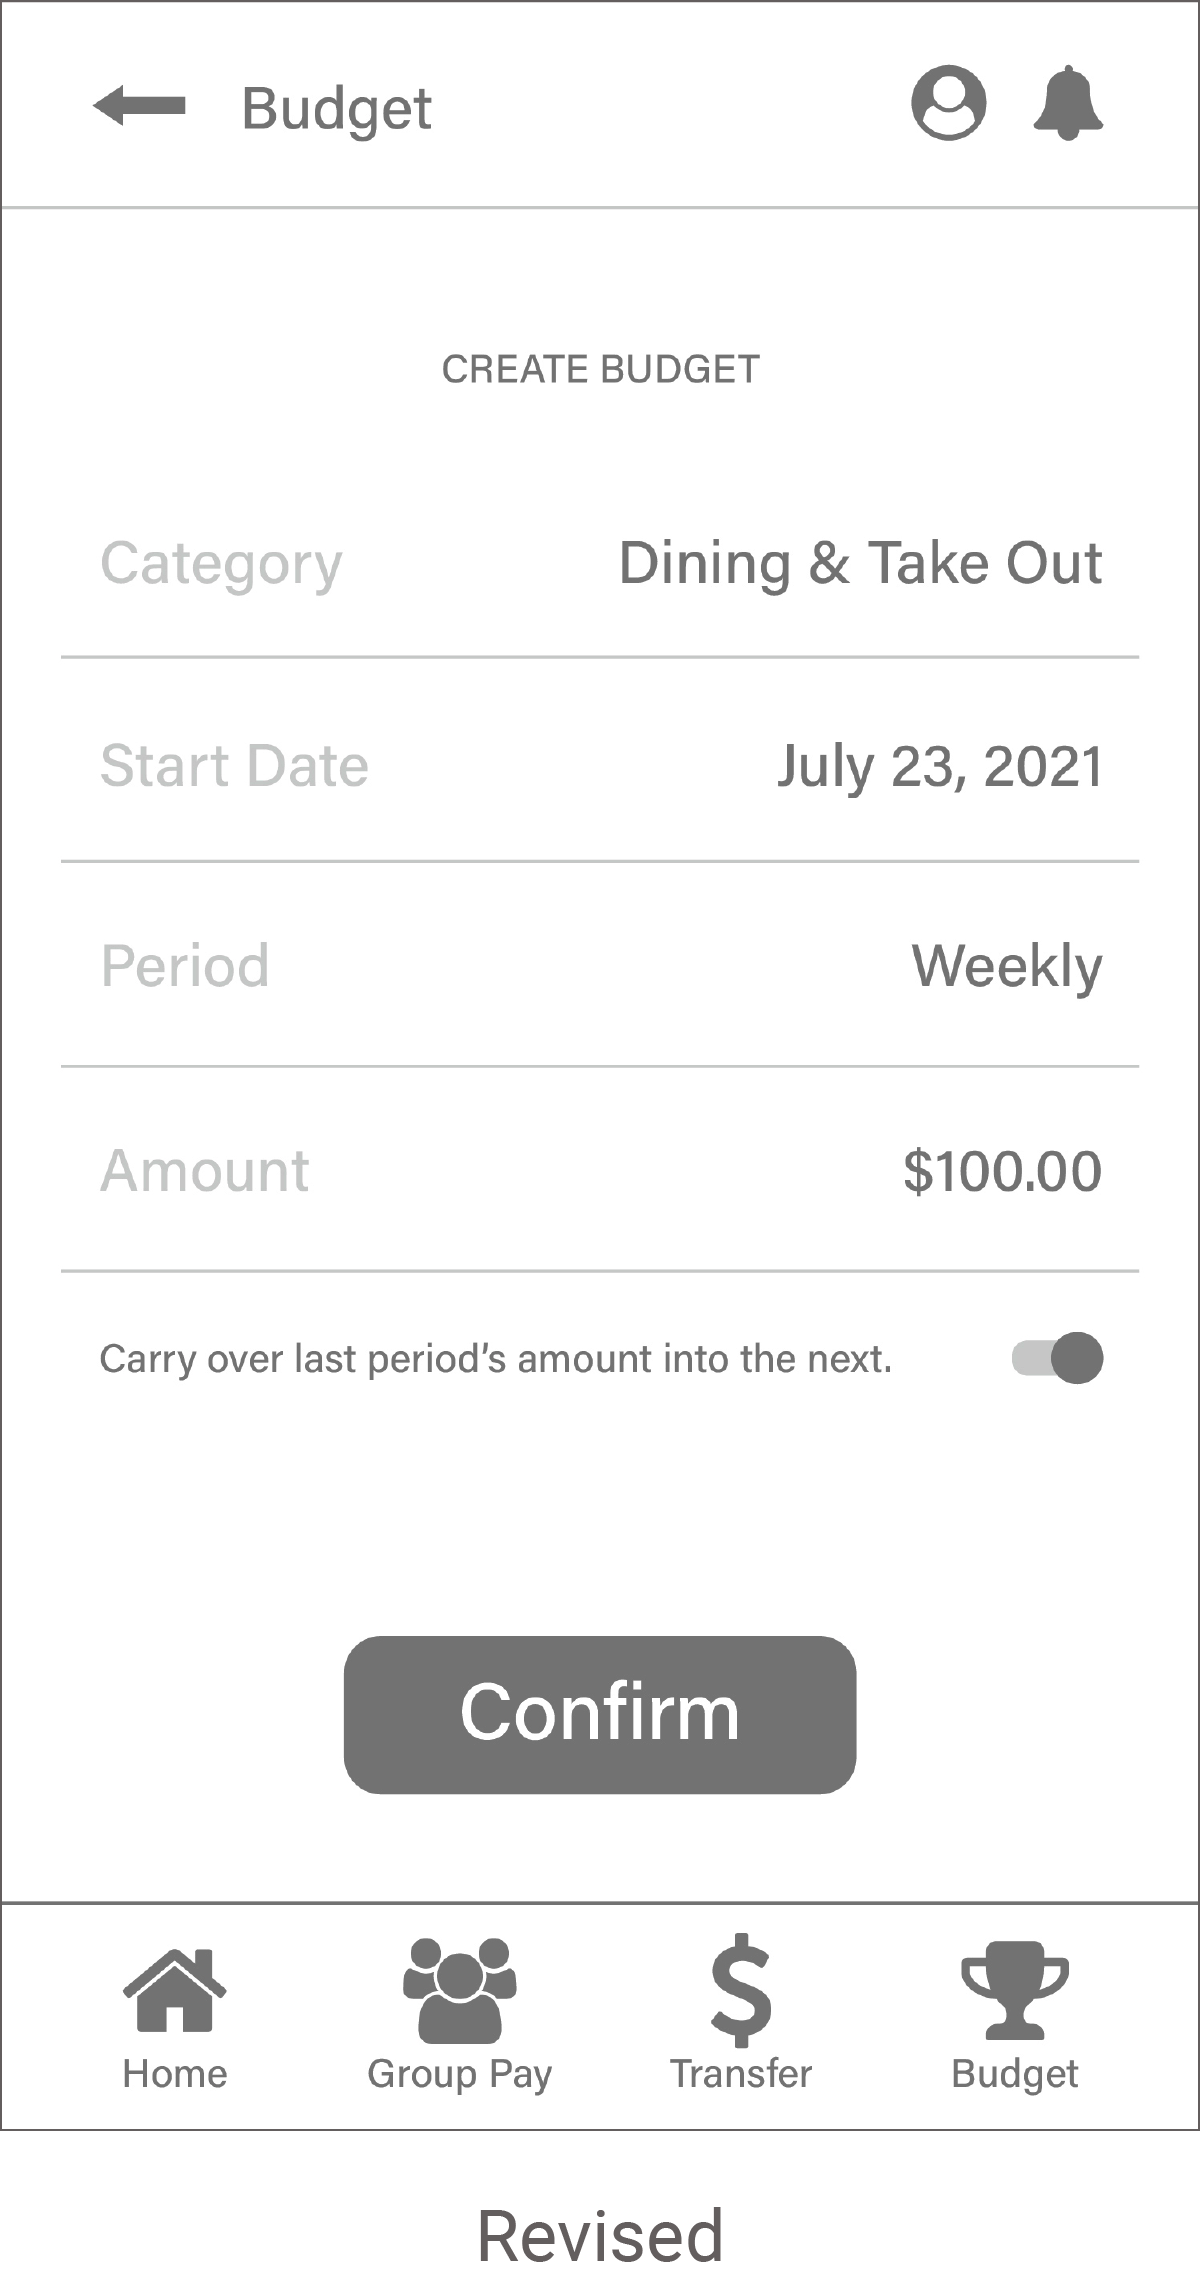 Budget
CREATE BUDGET
Category Dining & Take Out
Start Date July 23, 2021
Period Weekly
Amount $100.00
Carry over last period’s amount into the next.
Confirm
Home Group Pay Transfer Budget
Revised